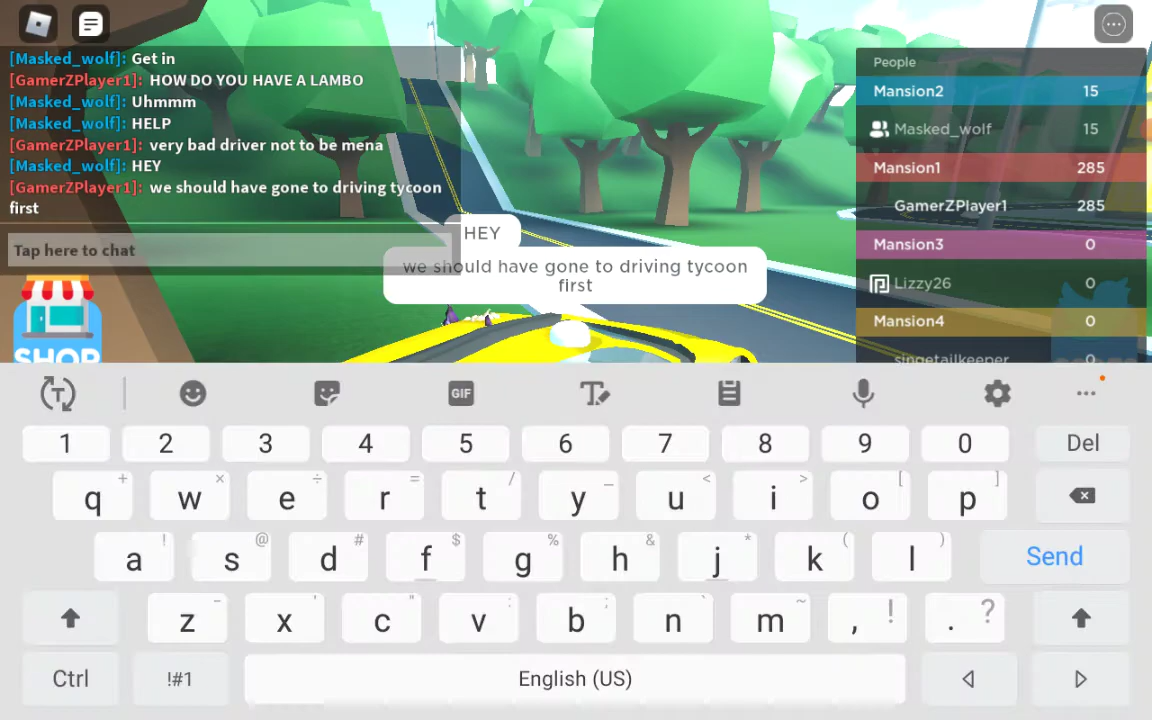 [Masked_wolf]: Get in
[GamerZPlayer1]: HOW DO YOU HAVE A LAMBO
[Masked_wolf]: Uhmmm
[Masked_wolf]: HELP
[GamerZPlayer1]: very bad driver not to be mena
[Masked_wolf]: HEY
[GamerZPlayer1]: we should have gone to driving tycoon
first
Tap here to chat
SHOP
HEY
we should have gone to driving tycoon
first
People
Mansion2 15
Masked_wolf 15
Mansion1 285
GamerZPlayer1 285
Mansion3 0
Lizzy26 0
Mansion4 0
singetailkeeper 0
T GIF T
1 2 3 4 5 6 7 8 9 0 Del
q + w × e ÷ r = t / y _ u < i > o [ p ]
a ! s @ d # f $ g % h & j * k ( l ) Send
z - x ' c " v : b ; n ` m ~ , ! . ?
Ctrl !#1 English (US)